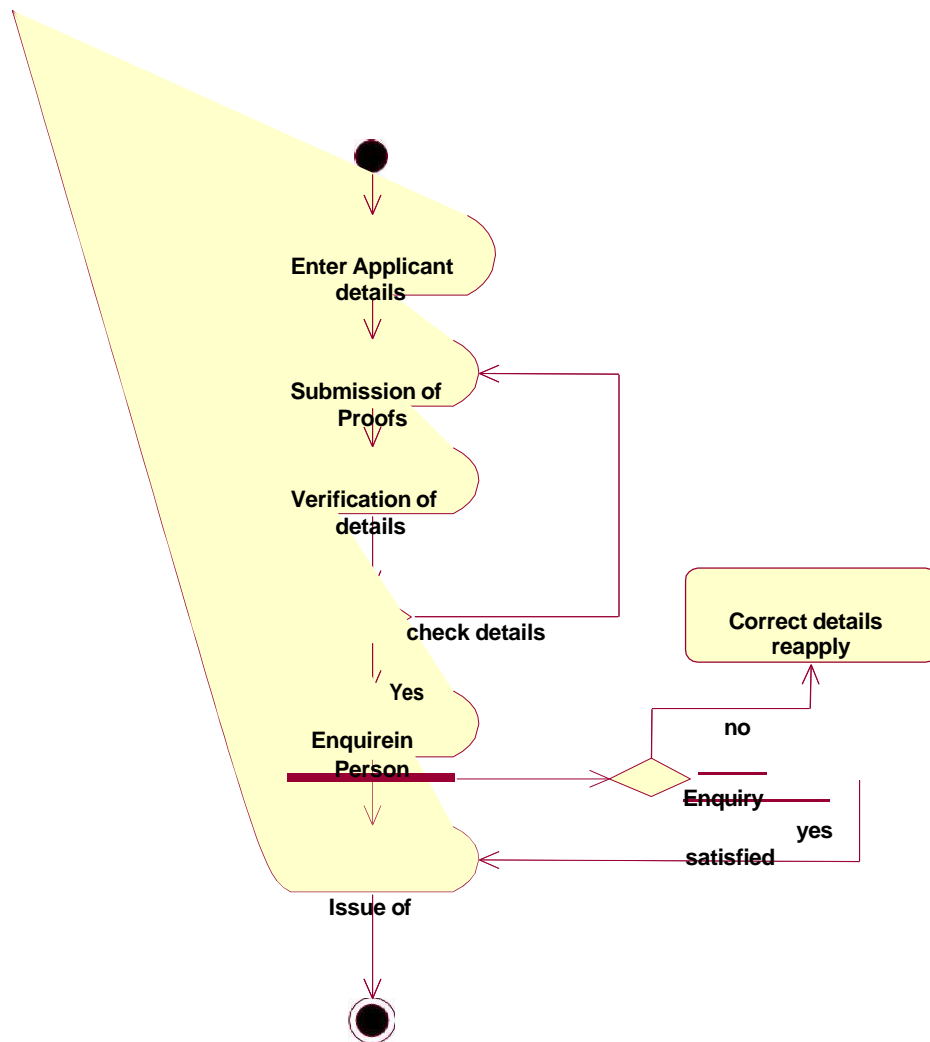 Enter Applicant
details
Submission of
Proofs
Verification of
details
check details
Yes
Correct details
reapply
no
Enquirein
Person
Enquiry
yes
satisfied
Issue of